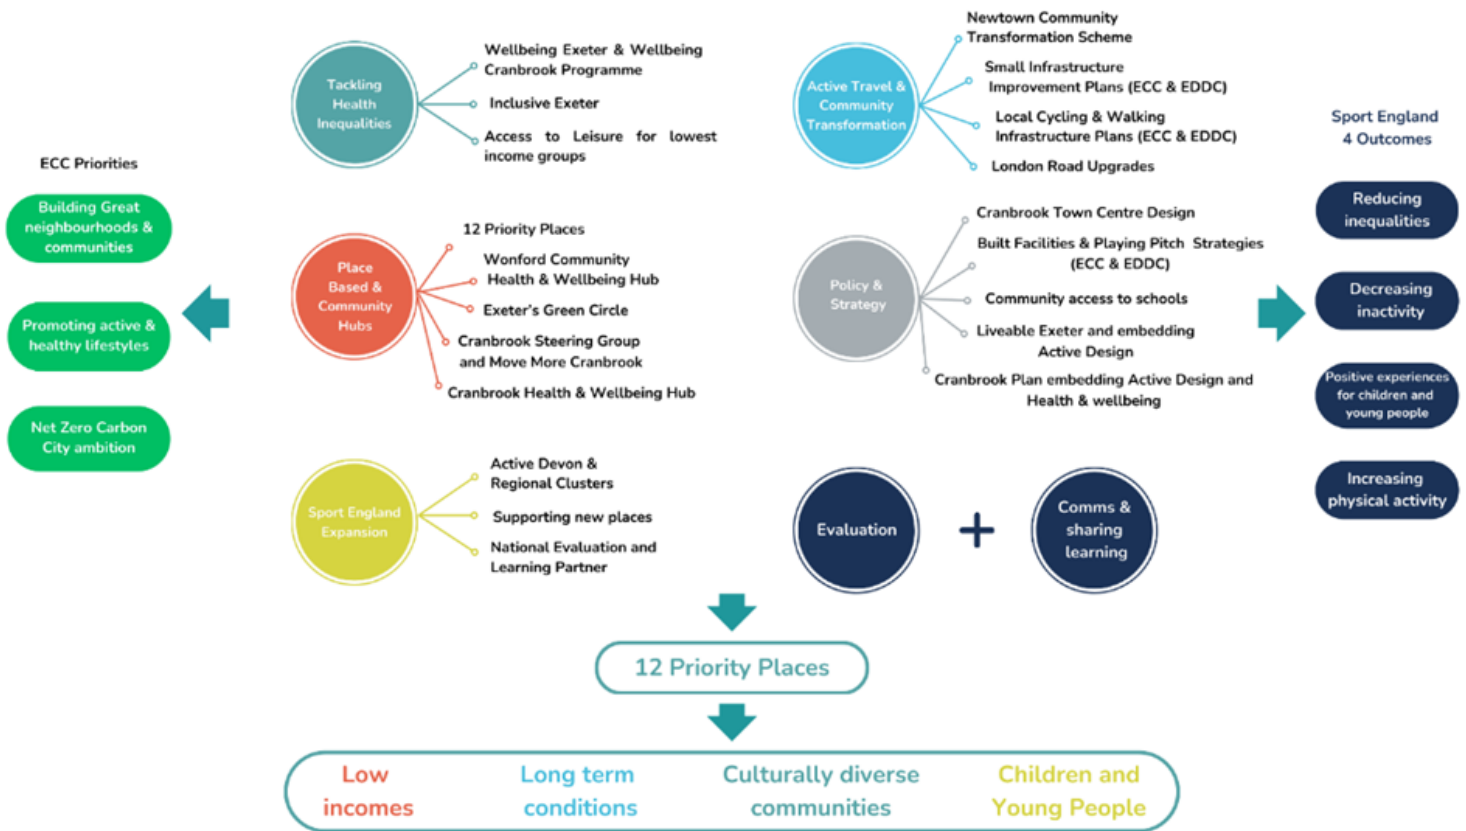 ECC Priorities
Building Great
neighbourhoods &
communities
Promoting active &
healthy lifestyles
Net Zero Carbon
City ambition
Tackling
Health
Inequalities
Wellbeing Exeter & Wellbeing
Cranbrook Programme
Inclusive Exeter
Access to Leisure for lowest
income groups
Place
Based &
Community
Hubs
12 Priority Places
Wonford Community
Health & Wellbeing Hub
Exeter's Green Circle
Cranbrook Steering Group
and Move More Cranbrook
Cranbrook Health & Wellbeing Hub
Sport England
Expansion
Active Devon &
Regional Clusters
Supporting new places
National Evaluation and
Learning Partner
Active Travel &
Community
Transformation
Newtown Community
Transformation Scheme
Small Infrastructure
Improvement Plans (ECC & EDDC)
Local Cycling & Walking
Infrastructure Plans (ECC & EDDC)
London Road Upgrades
Policy &
Strategy
Cranbrook Town Centre Design
Built Facilities & Playing Pitch Strategies
(ECC & EDDC)
Community access to schools
Liveable Exeter and embedding
Active Design
Cranbrook Plan embedding Active Design and
Health & wellbeing
Evaluation
+
Comms &
sharing
learning
Sport England
4 Outcomes
Reducing
inequalities
Decreasing
inactivity
Positive experiences
for children and
young people
Increasing
physical activity
12 Priority Places
Low
incomes
Long term
conditions
Culturally diverse
communities
Children and
Young People